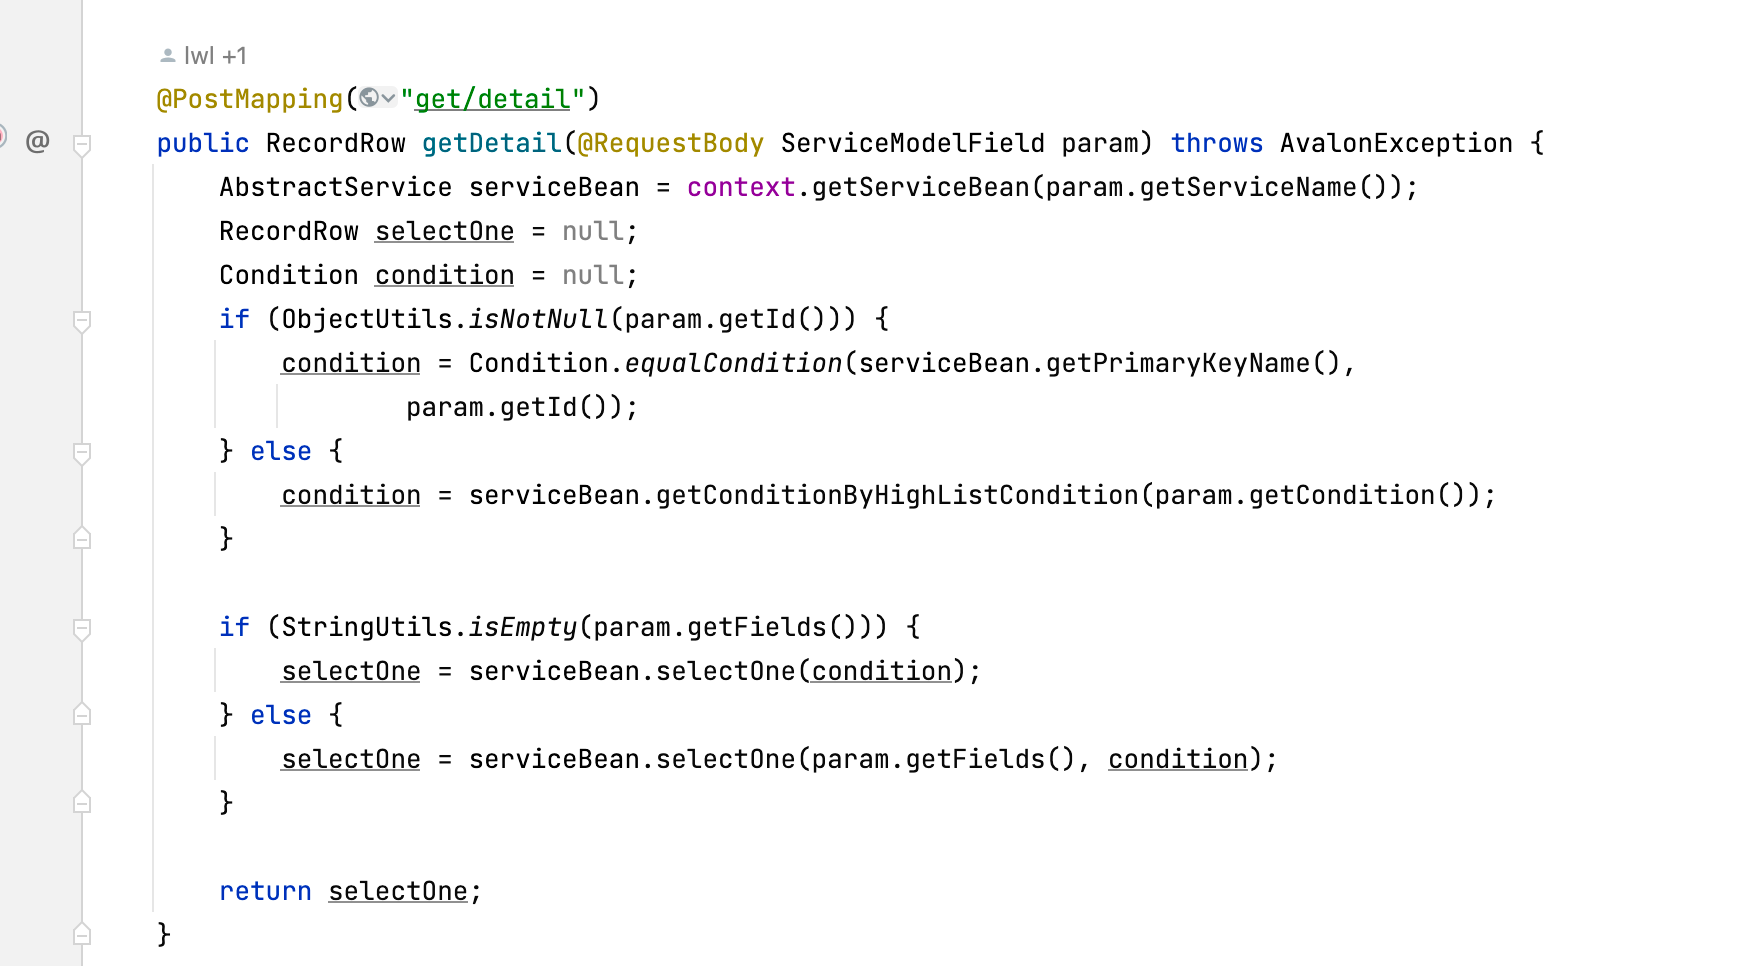 lwl +1
@PostMapping("get/detail")
@
public RecordRow getDetail(@RequestBody ServiceModelField param) throws AvalonException {
    AbstractService serviceBean = context.getServiceBean(param.getServiceName());
    RecordRow selectOne = null;
    Condition condition = null;
    if (ObjectUtils.isNotNull(param.getId())) {
        condition = Condition.equalCondition(serviceBean.getPrimaryKeyName(),
                param.getId());
    } else {
        condition = serviceBean.getConditionByHighListCondition(param.getCondition());
    }
    if (StringUtils.isEmpty(param.getFields())) {
        selectOne = serviceBean.selectOne(condition);
    } else {
        selectOne = serviceBean.selectOne(param.getFields(), condition);
    }
    return selectOne;
}